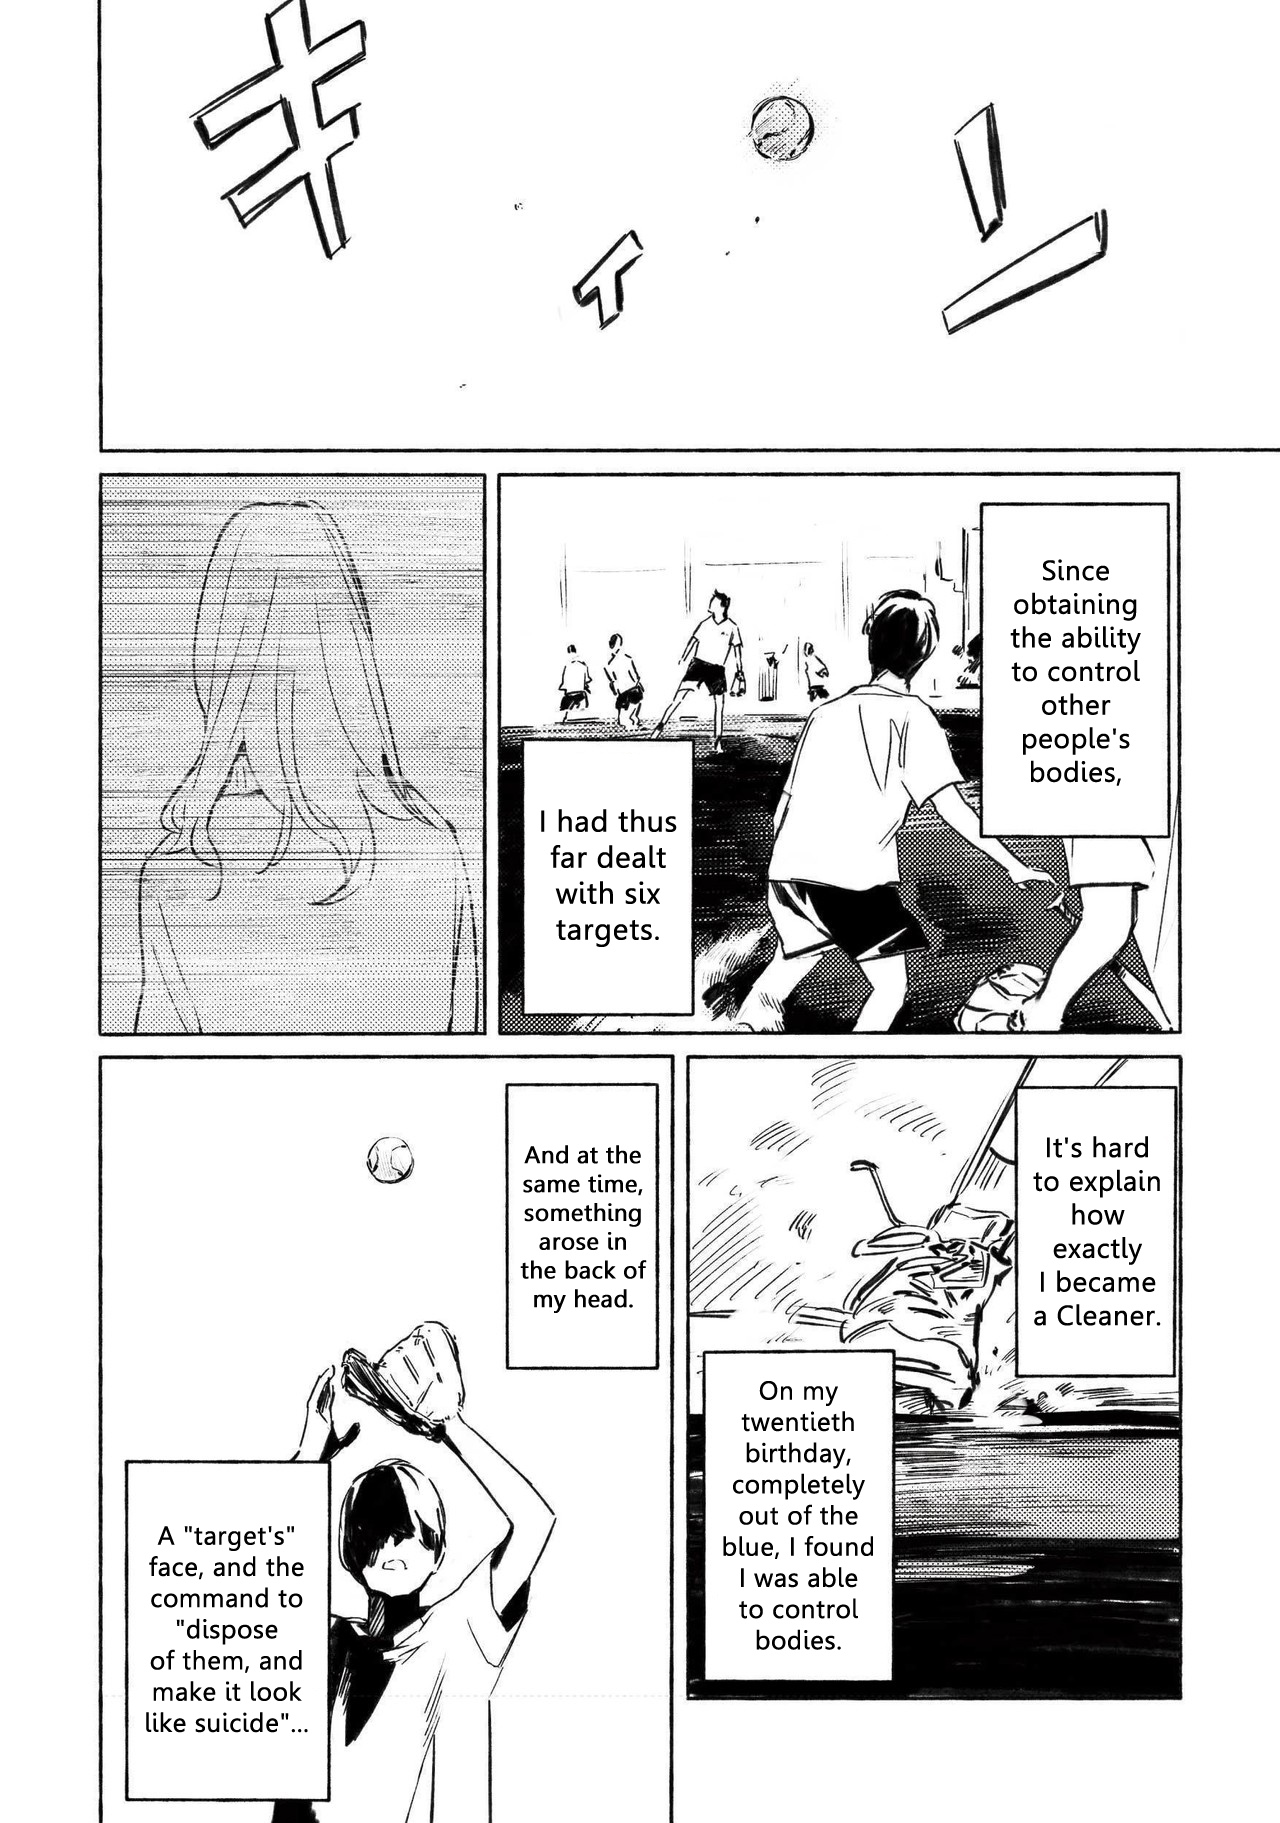 キィン
Since
obtaining
the ability
to control
other
people's
bodies,
I had thus
far dealt
with six
targets.
It's hard
to explain
how
exactly
I became
a Cleaner.
On my
twentieth
birthday,
completely
out of the
blue, I found
I was able
to control
bodies.
And at the
same time,
something
arose in
the back of
my head.
A "target's"
face, and the
command to
"dispose
of them, and
make it look
like suicide"...